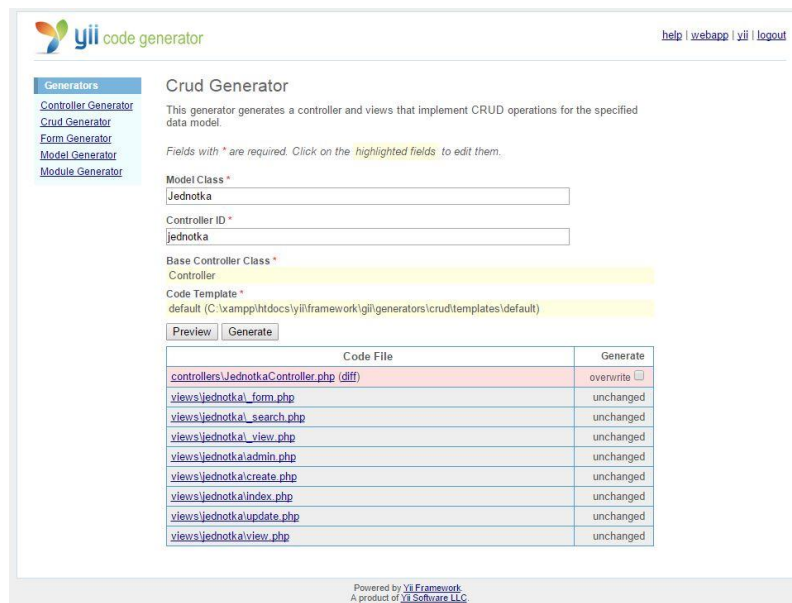 yii code generator
help | webapp | yii | logout
Generators
Controller Generator
Crud Generator
Form Generator
Model Generator
Module Generator
Crud Generator
This generator generates a controller and views that implement CRUD operations for the specified
data model.
Fields with * are required. Click on the highlighted fields to edit them.
Model Class *
Jednotka
Controller ID *
jednotka
Base Controller Class *
Controller
Code Template *
default (C:\xampp\htdocs\yii\framework\gii\generators\crud\templates\default)
Preview Generate
Code File Generate
controllers\JednotkaController.php (diff) overwrite
views\jednotka\_form.php unchanged
views\jednotka\_search.php unchanged
views\jednotka\_view.php unchanged
views\jednotka\admin.php unchanged
views\jednotka\create.php unchanged
views\jednotka\index.php unchanged
views\jednotka\update.php unchanged
views\jednotka\view.php unchanged
Powered by Yii Framework.
A product of Yii Software LLC.